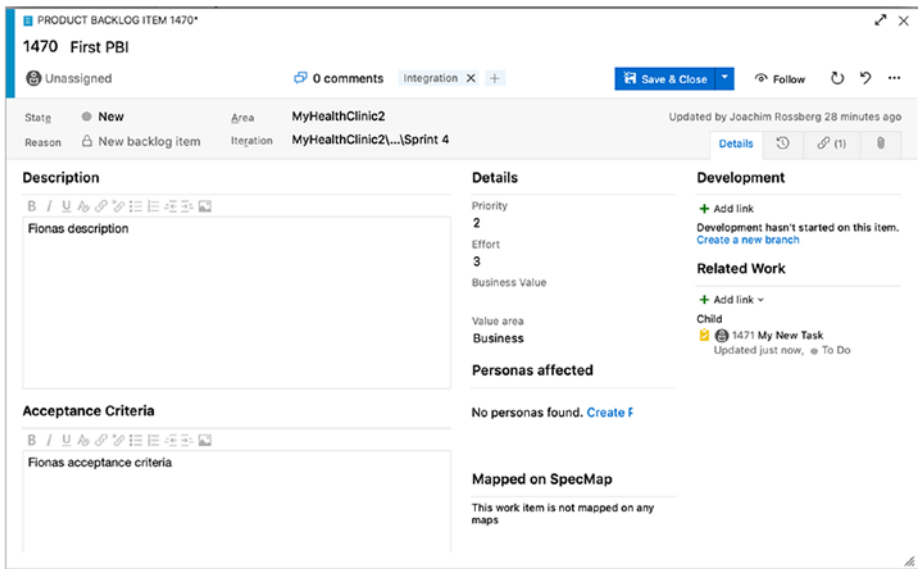 PRODUCT BACKLOG ITEM 1470*
1470 First PBI
Unassigned
0 comments
Integration
Save & Close
Follow
State New
Area MyHealthClinic2
Updated by Joachim Rossberg 28 minutes ago
Reason New backlog item
Iteration MyHealthClinic2\...\Sprint 4
Details
(1)
Description
B I U
Fionas description
Acceptance Criteria
B I U
Fionas acceptance criteria
Details
Priority
2
Effort
3
Business Value
Value area
Business
Personas affected
No personas found. Create P
Mapped on SpecMap
This work item is not mapped on any
maps
Development
+ Add link
Development hasn't started on this item.
Create a new branch
Related Work
+ Add link
Child
1471 My New Task
Updated just now, To Do